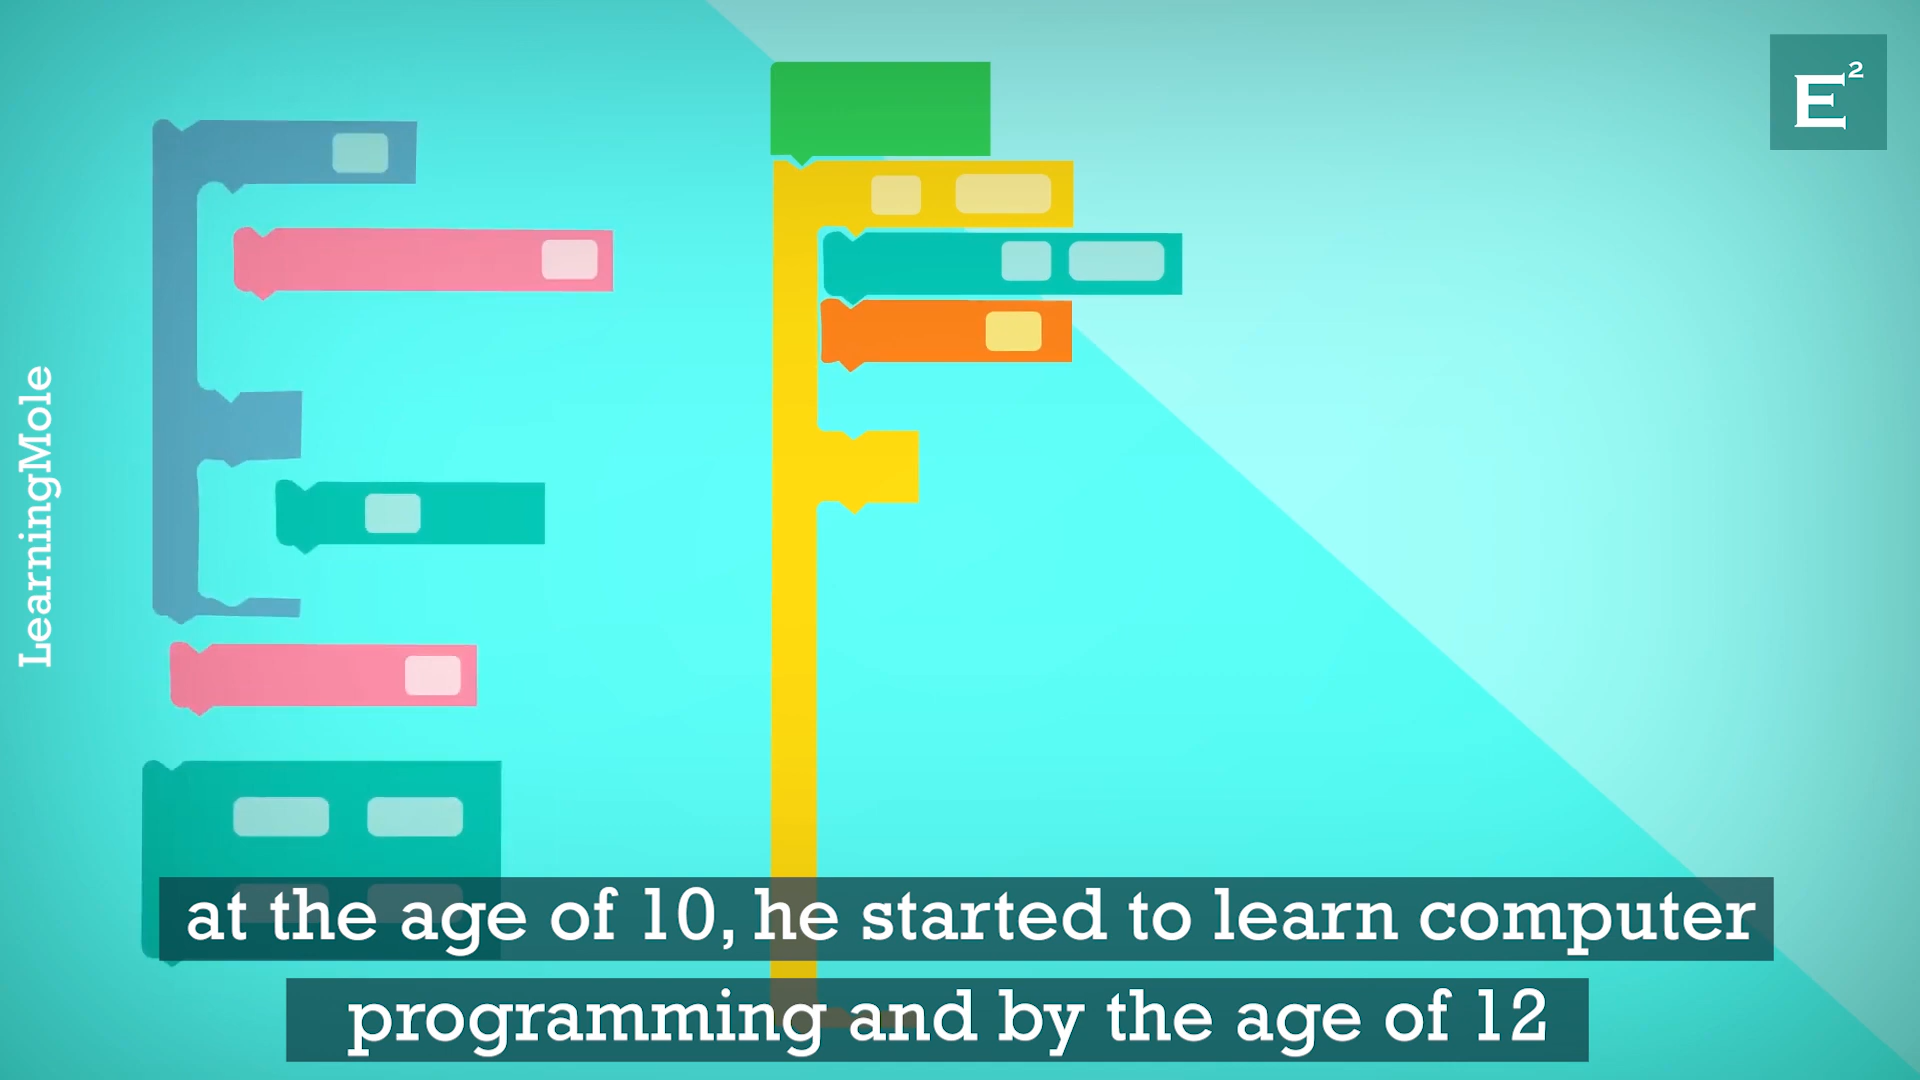 E²
LearningMole
at the age of 10, he started to learn computer
programming and by the age of 12